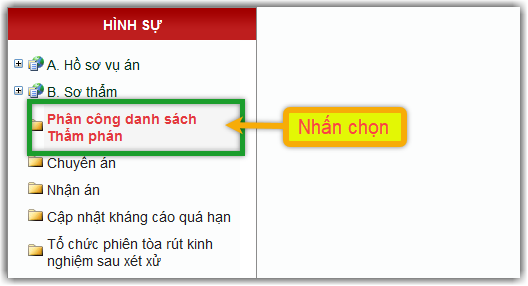 HÌNH SỰ
A. Hồ sơ vụ án
B. Sơ thẩm
Phân công danh sách
Thẩm phán
Nhấn chọn
Chuyển án
Nhận án
Cập nhật kháng cáo quá hạn
Tổ chức phiên tòa rút kinh
nghiệm sau xét xử